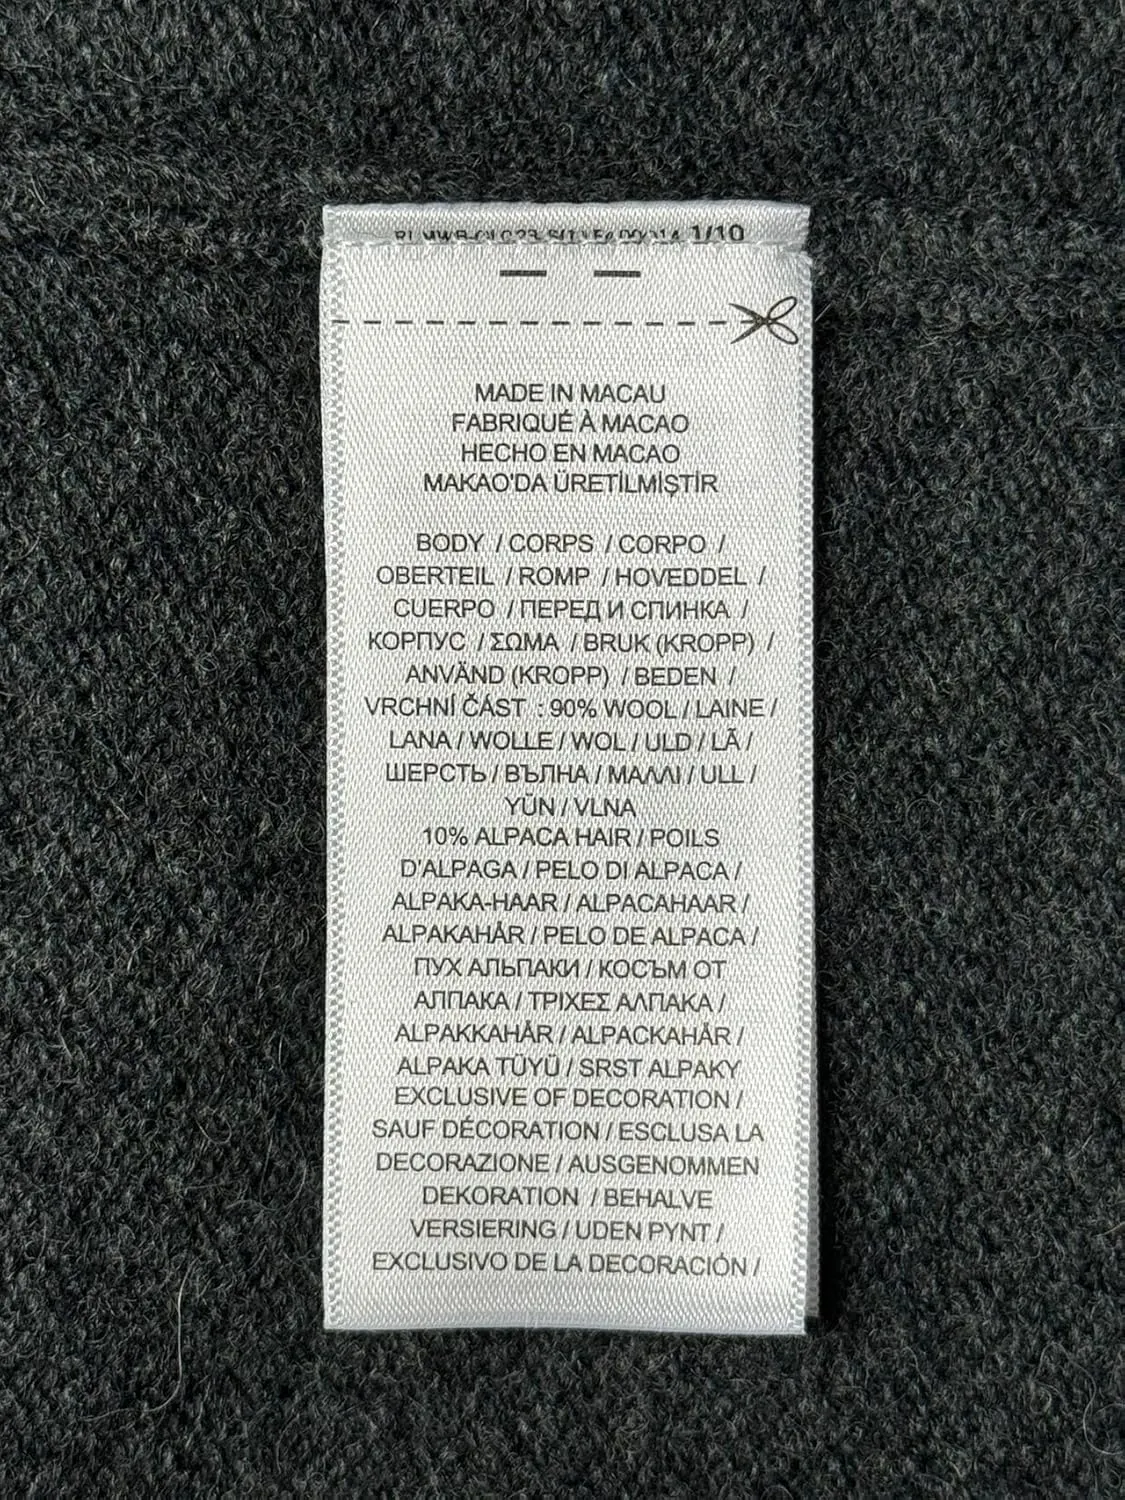 1/10
MADE IN MACAU
FABRIQUÉ À MACAO
HECHO EN MACAO
MAKAO'DA ÜRETİLMİŞTİR
BODY / CORPS / CORPO /
OBERTEIL / ROMP / HOVEDDEL /
CUERPO / ПЕРЕД И СПИНКА /
КОРПУС / ΣΩΜΑ / BRUK (KROPP) /
ANVÄND (KROPP) / BEDEN /
VRCHNÍ ČÁST : 90% WOOL / LAINE /
LANA / WOLLE / WOL / ULD / LÃ /
ШЕРСТЬ / ВЪЛНА / ΜΑΛΛΙ / ULL /
YÜN / VLNA
10% ALPACA HAIR / POILS
D'ALPAGA / PELO DI ALPACA /
ALPAKA-HAAR / ALPACAHAAR /
ALPAKAHÅR / PELO DE ALPACA /
ПУХ АЛЬПАКИ / КОСЪМ ОТ
АЛПАКА / ΤΡΙΧΕΣ ΑΛΠΑΚΑ /
ALPAKKAHÅR / ALPACKAHÅR /
ALPAKA TÜYÜ / SRST ALPAKY
EXCLUSIVE OF DECORATION /
SAUF DÉCORATION / ESCLUSA LA
DECORAZIONE / AUSGENOMMEN
DEKORATION / BEHALVE
VERSIERING / UDEN PYNT /
EXCLUSIVO DE LA DECORACIÓN /